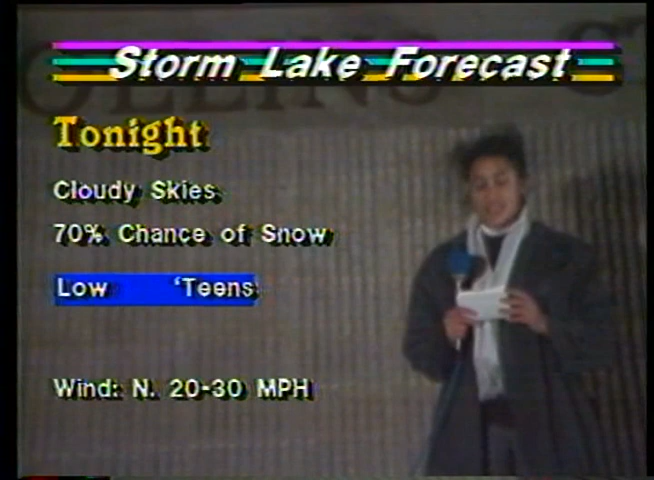 Storm Lake Forecast
Tonight
Cloudy Skies
70% Chance of Snow
Low 'Teens
Wind: N. 20-30 MPH